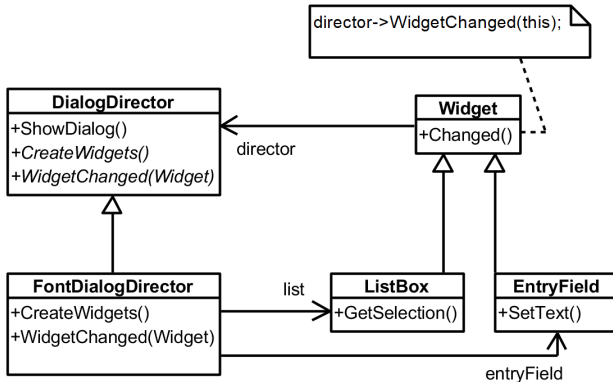 director->WidgetChanged(this);
DialogDirector
+ShowDialog()
+CreateWidgets()
+WidgetChanged(Widget)
director
Widget
+Changed()
FontDialogDirector
+CreateWidgets()
+WidgetChanged(Widget)
list
ListBox
+GetSelection()
EntryField
+SetText()
entryField